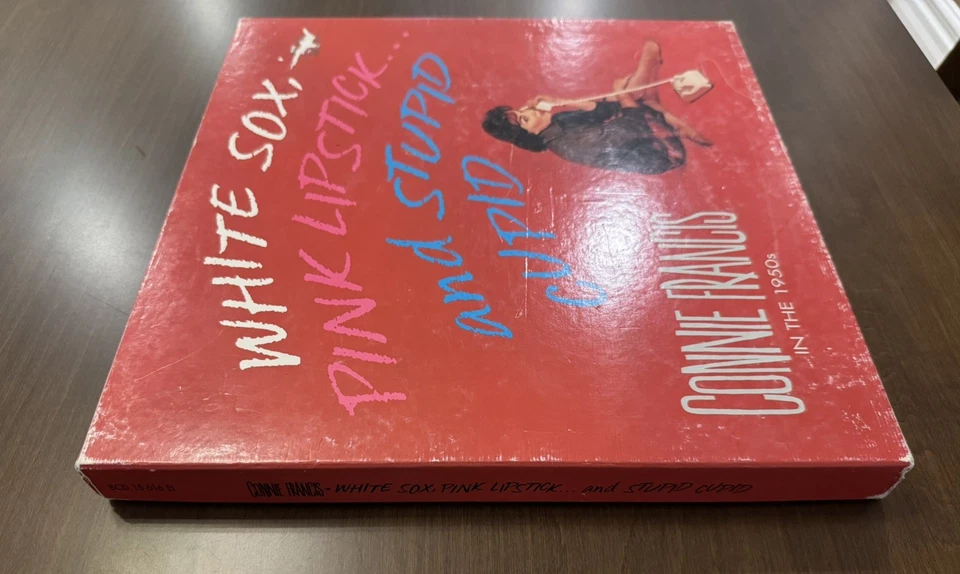 WHITE SOX,
PINK LIPSTICK...
and STUPID
CUPID
CONNIE FRANCIS
IN THE 1950s
CONNIE FRANCIS - WHITE SOX, PINK LIPSTICK... and STUPID CUPID